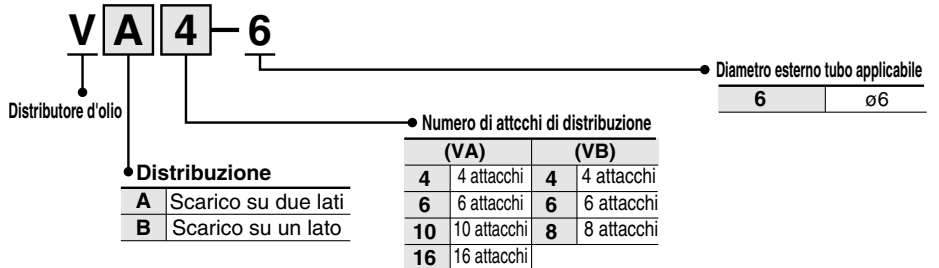 V A 4 - 6
Distributore d'olio
Diametro esterno tubo applicabile
6 ø6
Numero di attcchi di distribuzione
(VA) (VB)
4 4 attacchi 4 4 attacchi
6 6 attacchi 6 6 attacchi
10 10 attacchi 8 8 attacchi
16 16 attacchi
Distribuzione
A Scarico su due lati
B Scarico su un lato